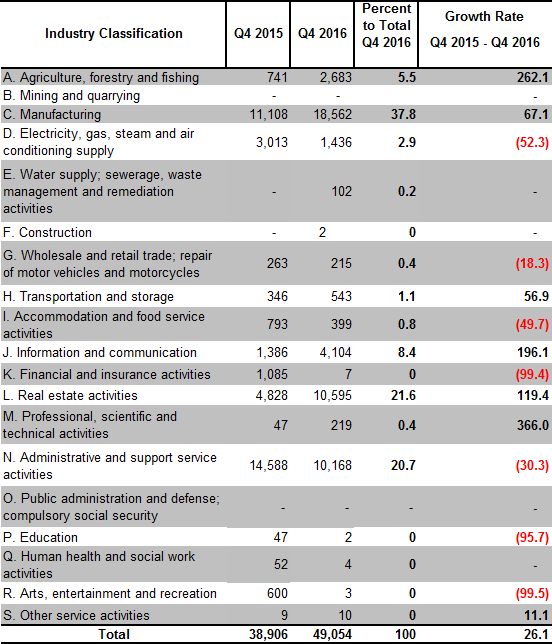 Industry Classification Q4 2015 Q4 2016 Percent to Total Q4 2016 Growth Rate Q4 2015 - Q4 2016
A. Agriculture, forestry and fishing 741 2,683 5.5 262.1
B. Mining and quarrying - - -
C. Manufacturing 11,108 18,562 37.8 67.1
D. Electricity, gas, steam and air
conditioning supply 3,013 1,436 2.9 (52.3)
E. Water supply; sewerage, waste
management and remediation
activities - 102 0.2 -
F. Construction - 2 0 -
G. Wholesale and retail trade; repair
of motor vehicles and motorcycles 263 215 0.4 (18.3)
H. Transportation and storage 346 543 1.1 56.9
I. Accommodation and food service
activities 793 399 0.8 (49.7)
J. Information and communication 1,386 4,104 8.4 196.1
K. Financial and insurance activities 1,085 7 0 (99.4)
L. Real estate activities 4,828 10,595 21.6 119.4
M. Professional, scientific and
technical activities 47 219 0.4 366.0
N. Administrative and support service
activities 14,588 10,168 20.7 (30.3)
O. Public administration and defense;
compulsory social security - - - -
P. Education 47 2 0 (95.7)
Q. Human health and social work
activities 52 4 0 -
R. Arts, entertainment and recreation 600 3 0 (99.5)
S. Other service activities 9 10 0 11.1
Total 38,906 49,054 100 26.1